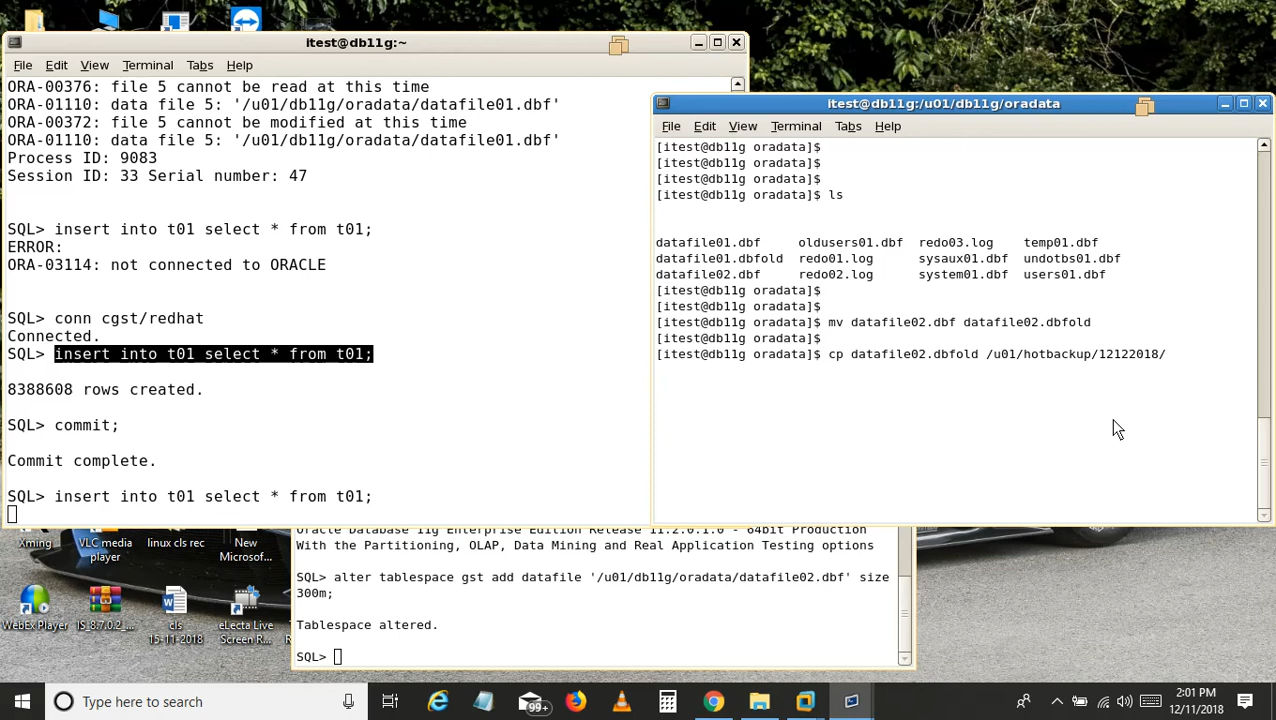 itest@db11g:~
File Edit View Terminal Tabs Help
ORA-00376: file 5 cannot be read at this time
ORA-01110: data file 5: '/u01/db11g/oradata/datafile01.dbf'
ORA-00372: file 5 cannot be modified at this time
ORA-01110: data file 5: '/u01/db11g/oradata/datafile01.dbf'
Process ID: 9083
Session ID: 33 Serial number: 47
SQL> insert into t01 select * from t01;
ERROR:
ORA-03114: not connected to ORACLE
SQL> conn cgst/redhat
Connected.
SQL> insert into t01 select * from t01;
8388608 rows created.
SQL> commit;
Commit complete.
SQL> insert into t01 select * from t01;
itest@db11g:/u01/db11g/oradata
File Edit View Terminal Tabs Help
[itest@db11g oradata]$
[itest@db11g oradata]$
[itest@db11g oradata]$
[itest@db11g oradata]$ ls
datafile01.dbf oldusers01.dbf redo03.log temp01.dbf
datafile01.dbfold redo01.log sysaux01.dbf undotbs01.dbf
datafile02.dbf redo02.log system01.dbf users01.dbf
[itest@db11g oradata]$
[itest@db11g oradata]$
[itest@db11g oradata]$ mv datafile02.dbf datafile02.dbfold
[itest@db11g oradata]$
[itest@db11g oradata]$ cp datafile02.dbfold /u01/hotbackup/12122018/
Oracle Database 11g Enterprise Edition Release 11.2.0.1.0 - 64bit Production
With the Partitioning, OLAP, Data Mining and Real Application Testing options
SQL> alter tablespace gst add datafile '/u01/db11g/oradata/datafile02.dbf' size
300m;
Tablespace altered.
SQL>
Xming
VLC media
player
linux cls rec
New
Microsof...
WebEx Player
IS_8.7.0.2_...
cls
15-11-2018
eLecta Live
Screen R...
Type here to search
99+
2:01 PM
12/11/2018